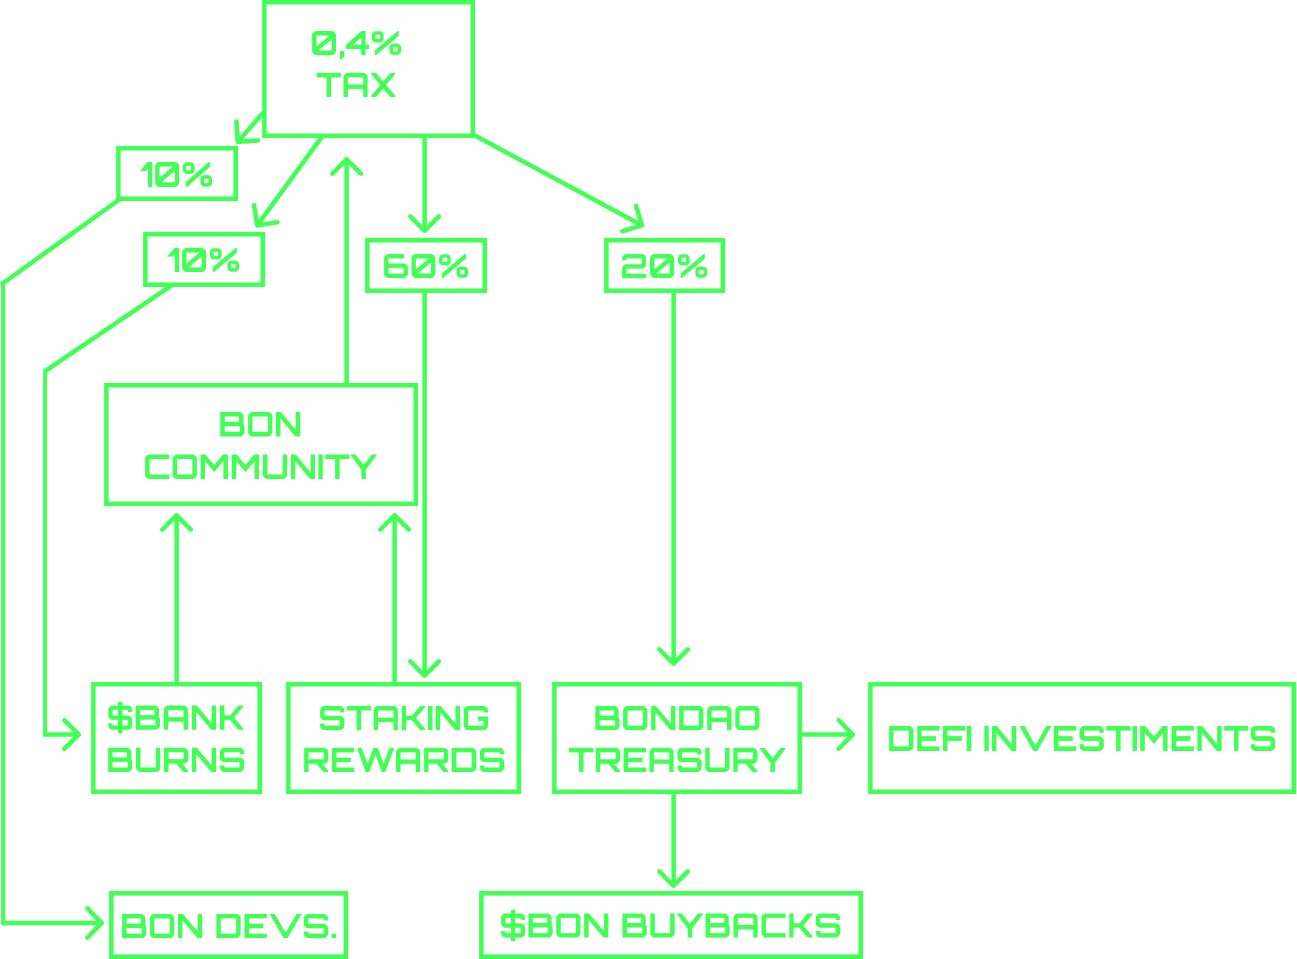 0,4%
TAX
10%
10%
60%
20%
BON
COMMUNITY
$BANK
BURNS
STAKING
REWARDS
BONDAO
TREASURY
DEFI INVESTMENTS
BON DEVS.
$BON BUYBACKS